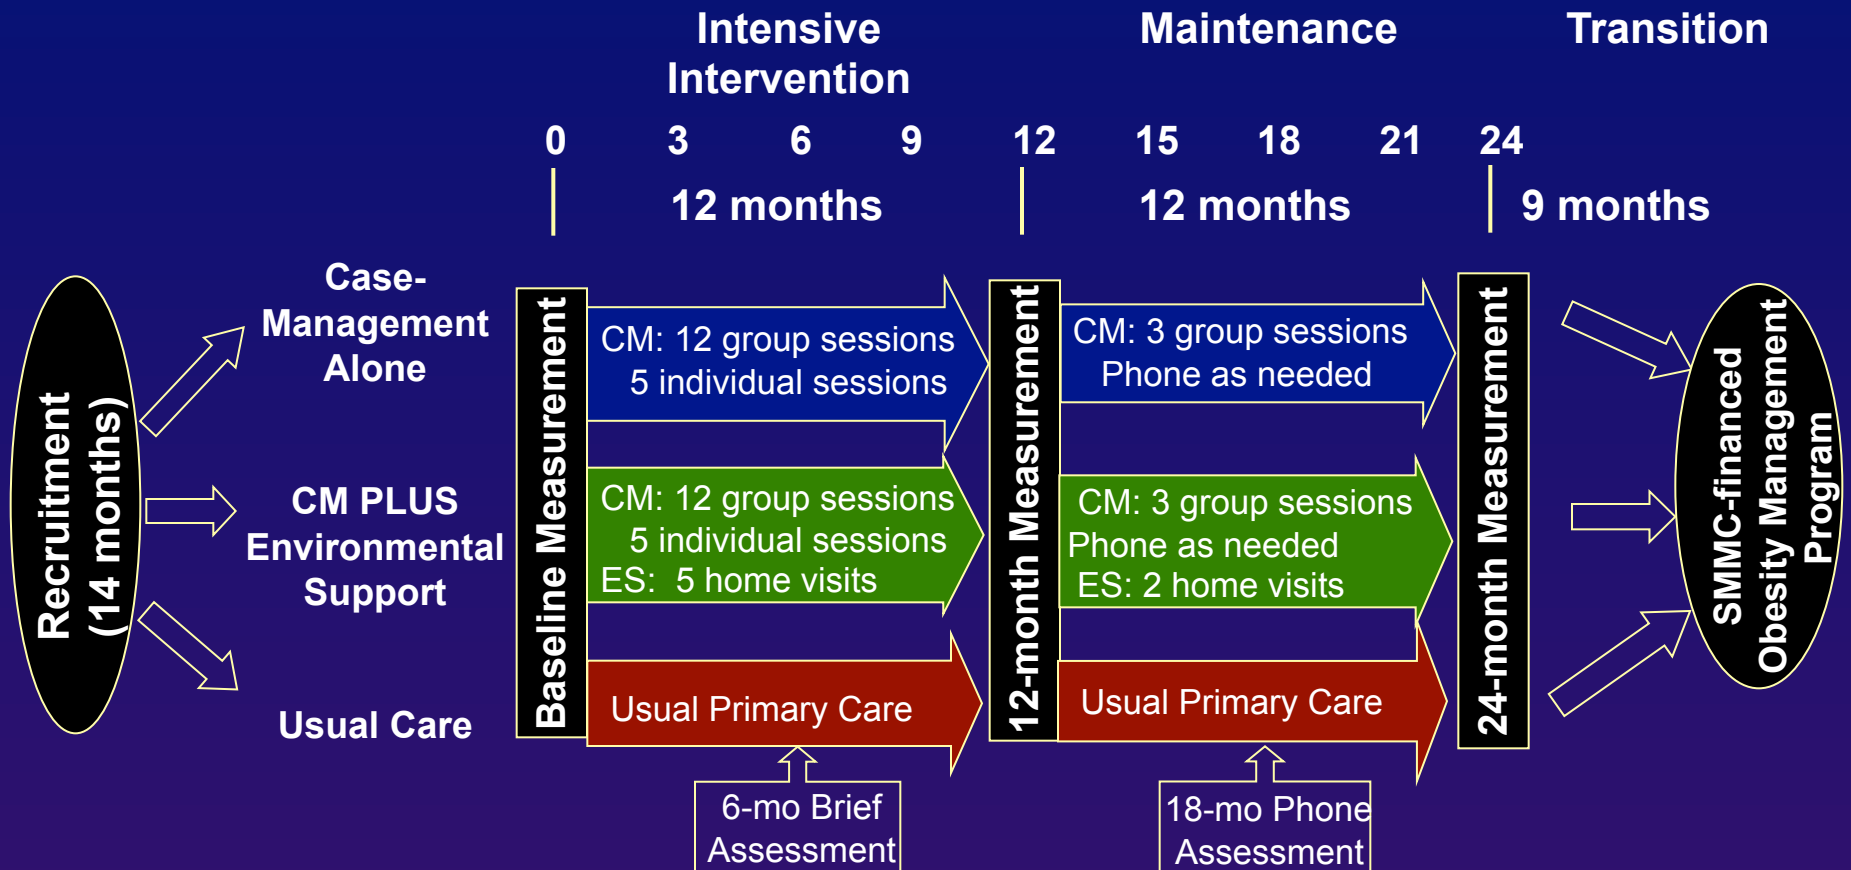 Intensive
Intervention
Maintenance
Transition
0 3 6 9 12 15 18 21 24
12 months
12 months
9 months
Recruitment
(14 months)
Case-
Management
Alone
CM PLUS
Environmental
Support
Usual Care
Baseline Measurement
CM: 12 group sessions
5 individual sessions
CM: 12 group sessions
5 individual sessions
ES: 5 home visits
Usual Primary Care
6-mo Brief
Assessment
12-month Measurement
CM: 3 group sessions
Phone as needed
CM: 3 group sessions
Phone as needed
ES: 2 home visits
Usual Primary Care
18-mo Phone
Assessment
24-month Measurement
SMMC-financed
Obesity Management
Program